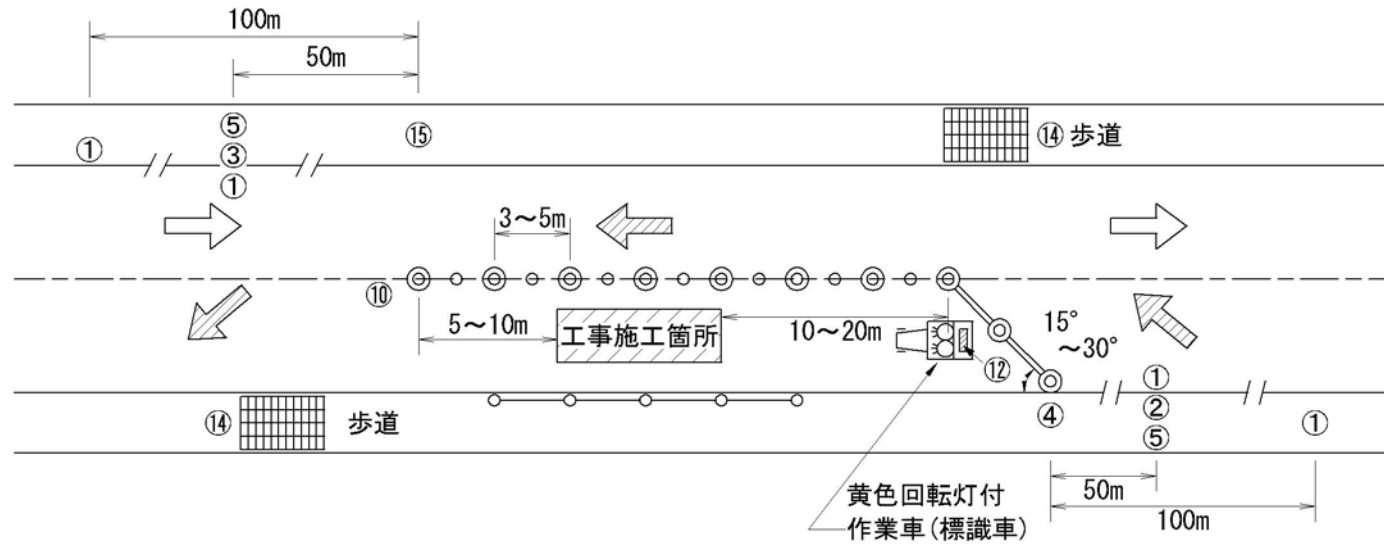 100m
50m
⑤
③
①
①
⑮
⑭ 歩道
3～5m
⑩
5～10m
工事施工箇所
10～20m
15°
～30°
⑫
④
①
②
⑤
①
⑭
歩道
50m
100m
黄色回転灯付
作業車(標識車)